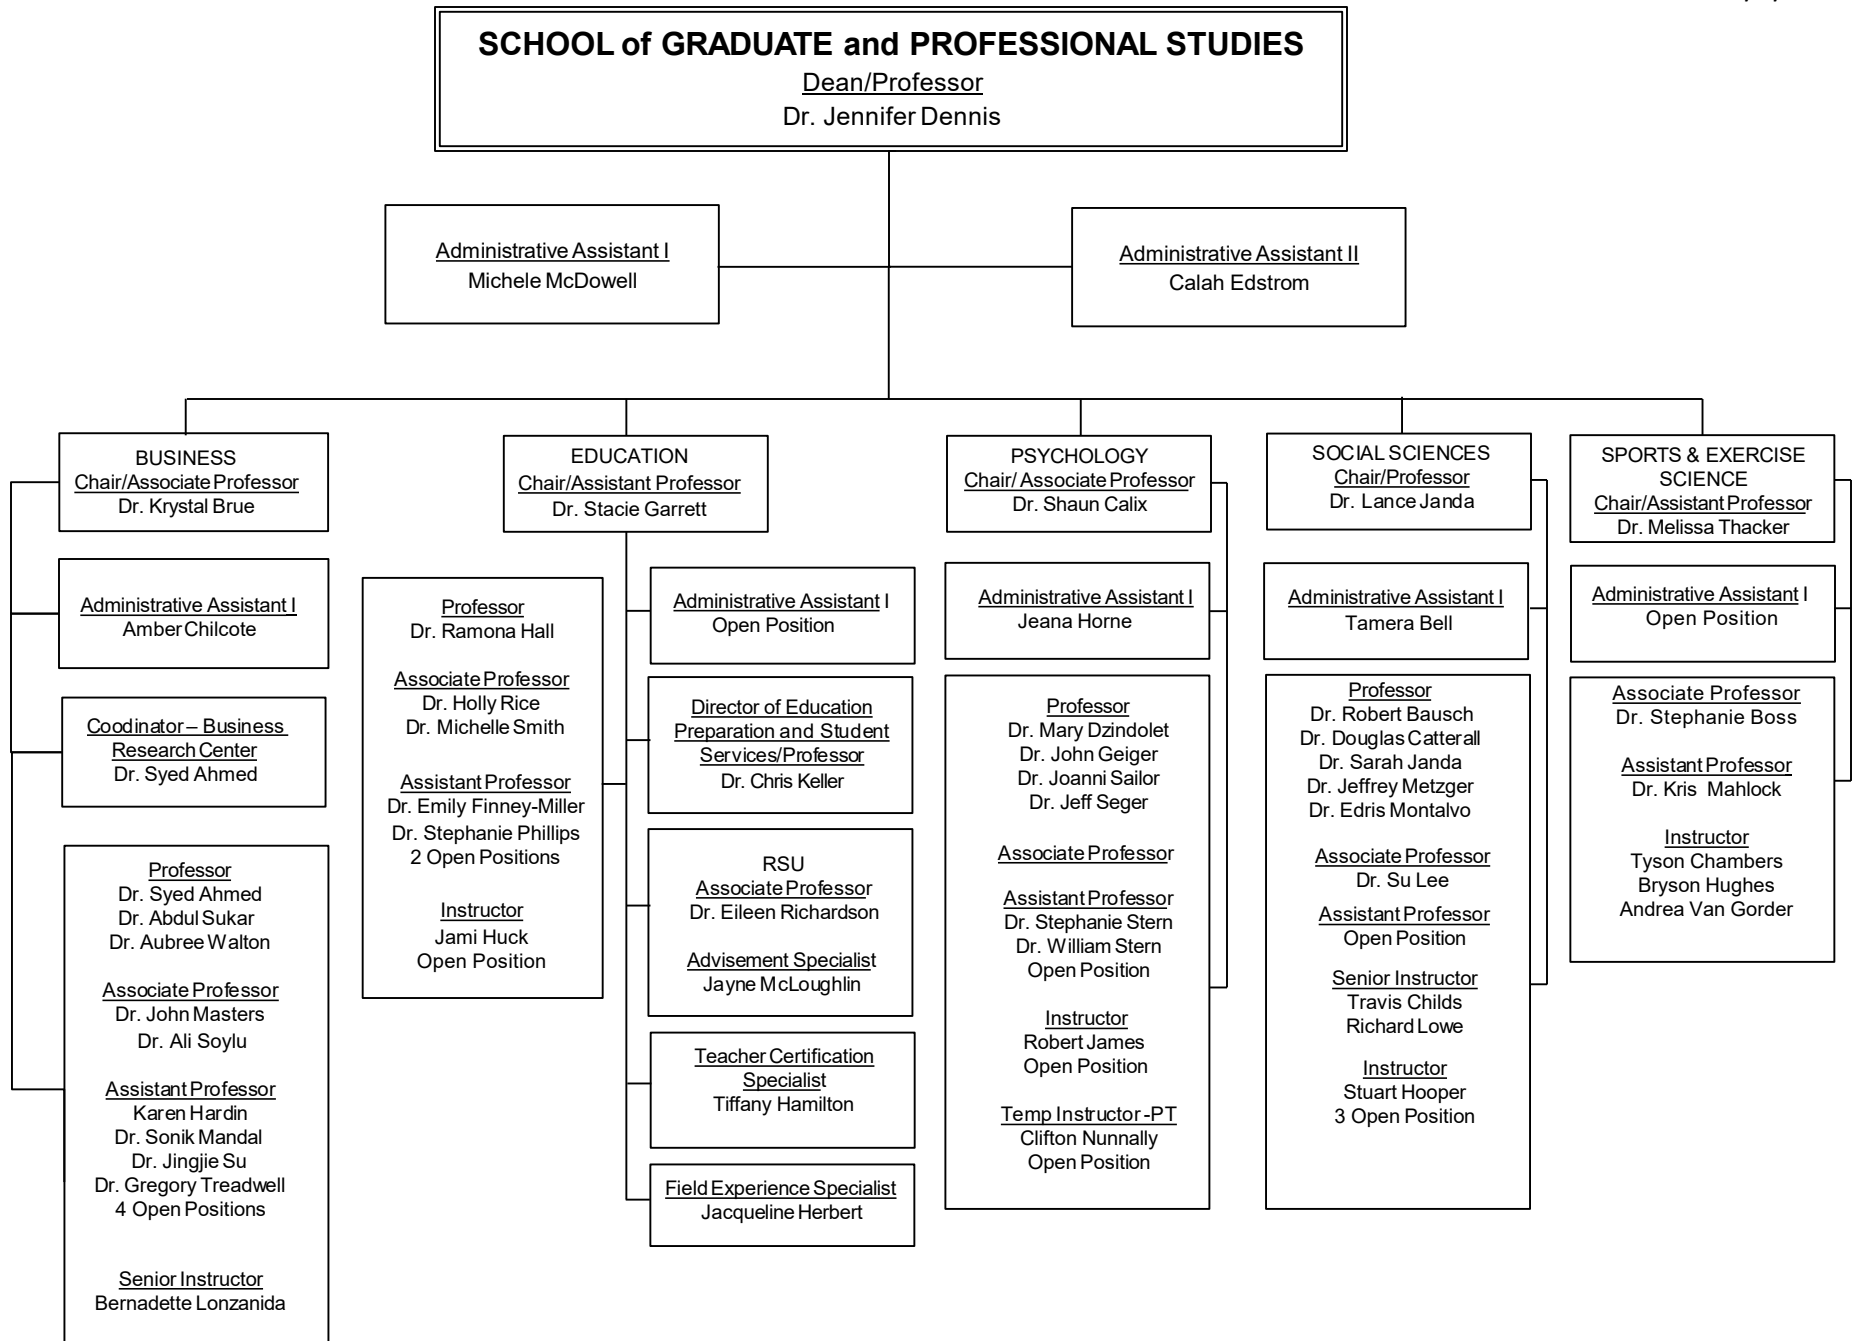 SCHOOL of GRADUATE and PROFESSIONAL STUDIES
Dean/Professor
Dr. Jennifer Dennis
Administrative Assistant I
Michele McDowell
Administrative Assistant II
Calah Edstrom
BUSINESS
Chair/Associate Professor
Dr. Krystal Brue
Administrative Assistant I
Amber Chilcote
Coodinator – Business
Research Center
Dr. Syed Ahmed
Professor
Dr. Syed Ahmed
Dr. Abdul Sukar
Dr. Aubree Walton
Associate Professor
Dr. John Masters
Dr. Ali Soylu
Assistant Professor
Karen Hardin
Dr. Sonik Mandal
Dr. Jingjie Su
Dr. Gregory Treadwell
4 Open Positions
Senior Instructor
Bernadette Lonzanida
EDUCATION
Chair/Assistant Professor
Dr. Stacie Garrett
Professor
Dr. Ramona Hall
Associate Professor
Dr. Holly Rice
Dr. Michelle Smith
Assistant Professor
Dr. Emily Finney-Miller
Dr. Stephanie Phillips
2 Open Positions
Instructor
Jami Huck
Open Position
Administrative Assistant I
Open Position
Director of Education
Preparation and Student
Services/Professor
Dr. Chris Keller
RSU
Associate Professor
Dr. Eileen Richardson
Advisement Specialist
Jayne McLoughlin
Teacher Certification
Specialist
Tiffany Hamilton
Field Experience Specialist
Jacqueline Herbert
PSYCHOLOGY
Chair/ Associate Professor
Dr. Shaun Calix
Administrative Assistant I
Jeana Horne
Professor
Dr. Mary Dzindolet
Dr. John Geiger
Dr. Joanni Sailor
Dr. Jeff Seger
Associate Professor
Assistant Professor
Dr. Stephanie Stern
Dr. William Stern
Open Position
Instructor
Robert James
Open Position
Temp Instructor -PT
Clifton Nunnally
Open Position
SOCIAL SCIENCES
Chair/Professor
Dr. Lance Janda
Administrative Assistant I
Tamera Bell
Professor
Dr. Robert Bausch
Dr. Douglas Catterall
Dr. Sarah Janda
Dr. Jeffrey Metzger
Dr. Edris Montalvo
Associate Professor
Dr. Su Lee
Assistant Professor
Open Position
Senior Instructor
Travis Childs
Richard Lowe
Instructor
Stuart Hooper
3 Open Position
SPORTS & EXERCISE
SCIENCE
Chair/Assistant Professor
Dr. Melissa Thacker
Administrative Assistant I
Open Position
Associate Professor
Dr. Stephanie Boss
Assistant Professor
Dr. Kris Mahlock
Instructor
Tyson Chambers
Bryson Hughes
Andrea Van Gorder